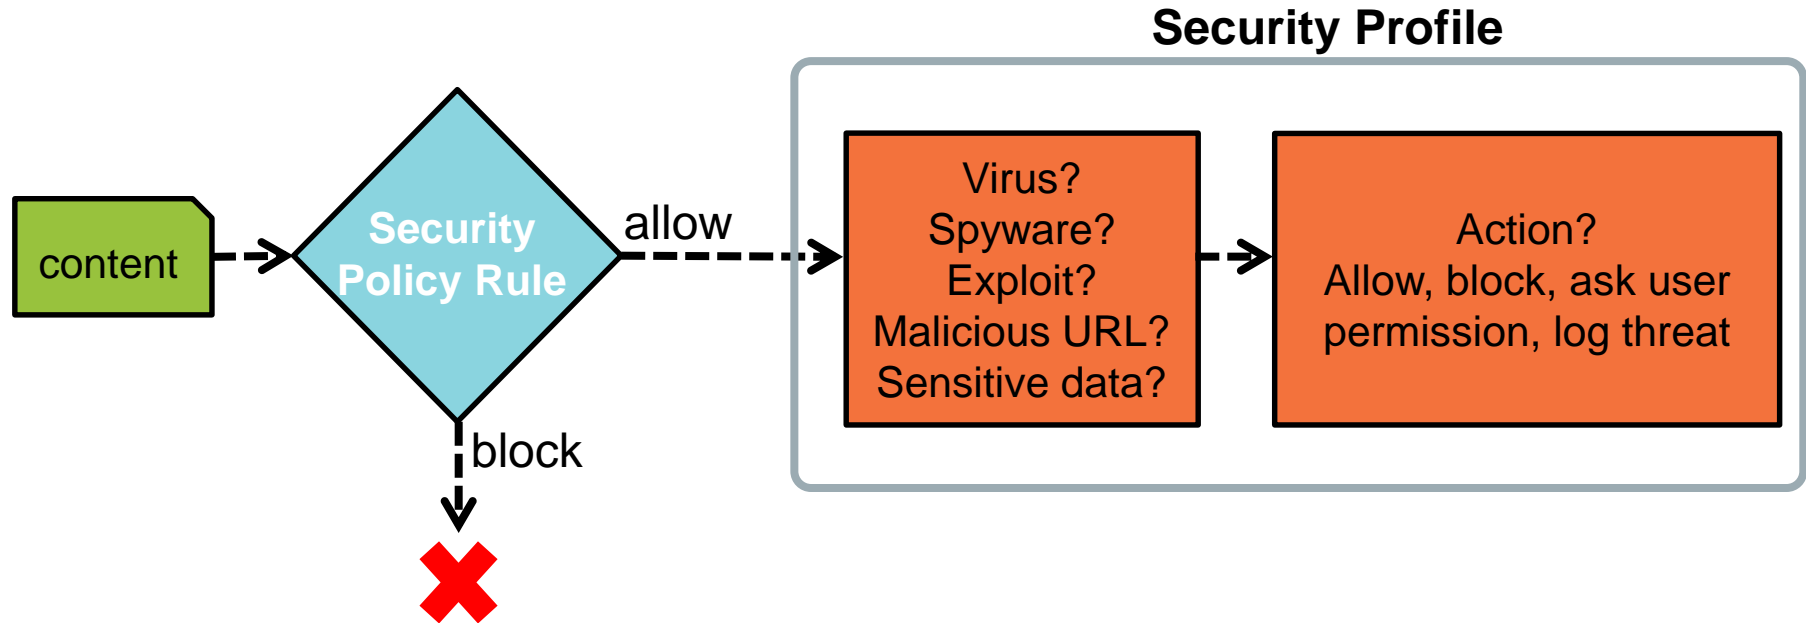 Security Profile
content
Security
Policy Rule
allow
block
Virus?
Spyware?
Exploit?
Malicious URL?
Sensitive data?
Action?
Allow, block, ask user
permission, log threat